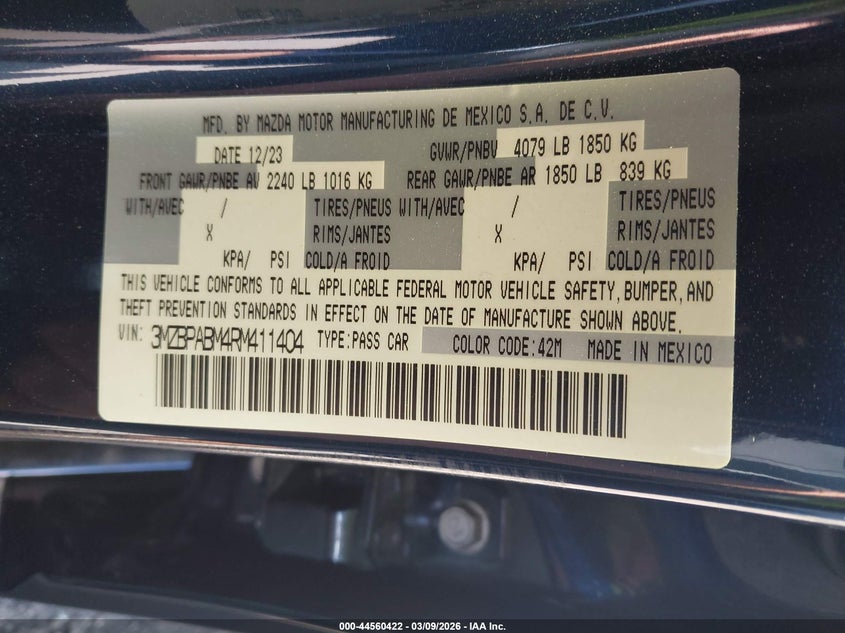 MFD. BY MAZDA MOTOR MANUFACTURING DE MEXICO S.A. DE C.V.
DATE 12/23 GVWR/PNBV 4079 LB 1850 KG
FRONT GAWR/PNBE AV 2240 LB 1016 KG REAR GAWR/PNBE AR 1850 LB 839 KG
WITH/AVEC / TIRES/PNEUS WITH/AVEC / TIRES/PNEUS
X RIMS/JANTES X RIMS/JANTES
KPA/ PSI COLD/A FROID KPA/ PSI COLD/A FROID
THIS VEHICLE CONFORMS TO ALL APPLICABLE FEDERAL MOTOR VEHICLE SAFETY, BUMPER, AND
THEFT PREVENTION STANDARDS IN EFFECT ON THE DATE OF MANUFACTURE SHOWN ABOVE.
VIN: 3MZBPABM4RM411404 TYPE:PASS CAR COLOR CODE:42M MADE IN MEXICO
000-44560422 - 03/09/2026 - IAA Inc.